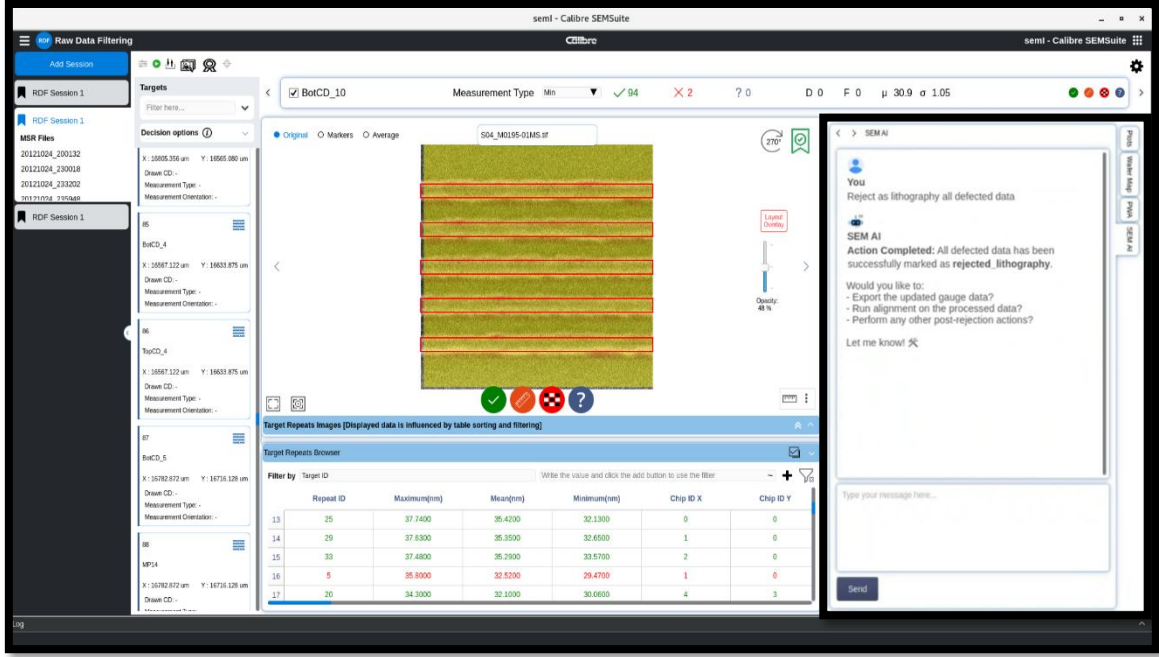 semI - Calibre SEMSuite
RDF Raw Data Filtering
Calibre
semI - Calibre SEMSuite
Add Session
RDF Session 1
RDF Session 1
MSR Files
20121024_200132
20121024_230018
20121024_233202
20121024_235948
RDF Session 1
Targets
Filter here...
Decision options (i)
X : 16805.356 um Y : 16565.080 um
Drawn CD: -
Measurement Type: -
Measurement Orientation: -
85
BotCD_4
X : 16567.122 um Y : 16633.875 um
Drawn CD: -
Measurement Type: -
Measurement Orientation: -
86
TopCD_4
X : 16567.122 um Y : 16633.875 um
Drawn CD: -
Measurement Type: -
Measurement Orientation: -
87
BotCD_5
X : 16782.872 um Y : 16716.128 um
Drawn CD: -
Measurement Type: -
Measurement Orientation: -
88
MP14
X : 16782.872 um Y : 16716.128 um
Drawn CD: -
BotCD_10 Measurement Type Min 94 2 ? 0 D 0 F 0 μ 30.9 σ 1.05
Original Markers Average S04_M0195-01MS.tif
270°
Layout
Overlay
Opacity:
48 %
Target Repeats Images [Displayed data is influenced by table sorting and filtering]
Target Repeats Browser
Filter by Target ID Write the value and click the add button to use the filter
Repeat ID Maximum(nm) Mean(nm) Minimum(nm) Chip ID X Chip ID Y
13 25 37.7400 35.4200 32.1300 0 0
14 29 37.6300 35.3500 32.6500 1 0
15 33 37.4800 35.2900 33.5700 2 0
16 5 35.8000 32.5200 29.4700 1 0
17 20 34.3000 32.1000 30.0600 4 3
SEM AI
You
Reject as lithography all defected data
SEM AI
Action Completed: All defected data has been
successfully marked as rejected_lithography.
Would you like to:
- Export the updated gauge data?
- Run alignment on the processed data?
- Perform any other post-rejection actions?
Let me know!
Type your message here...
Send
Plots
Wafer Map
PWA
SEM AI
Log